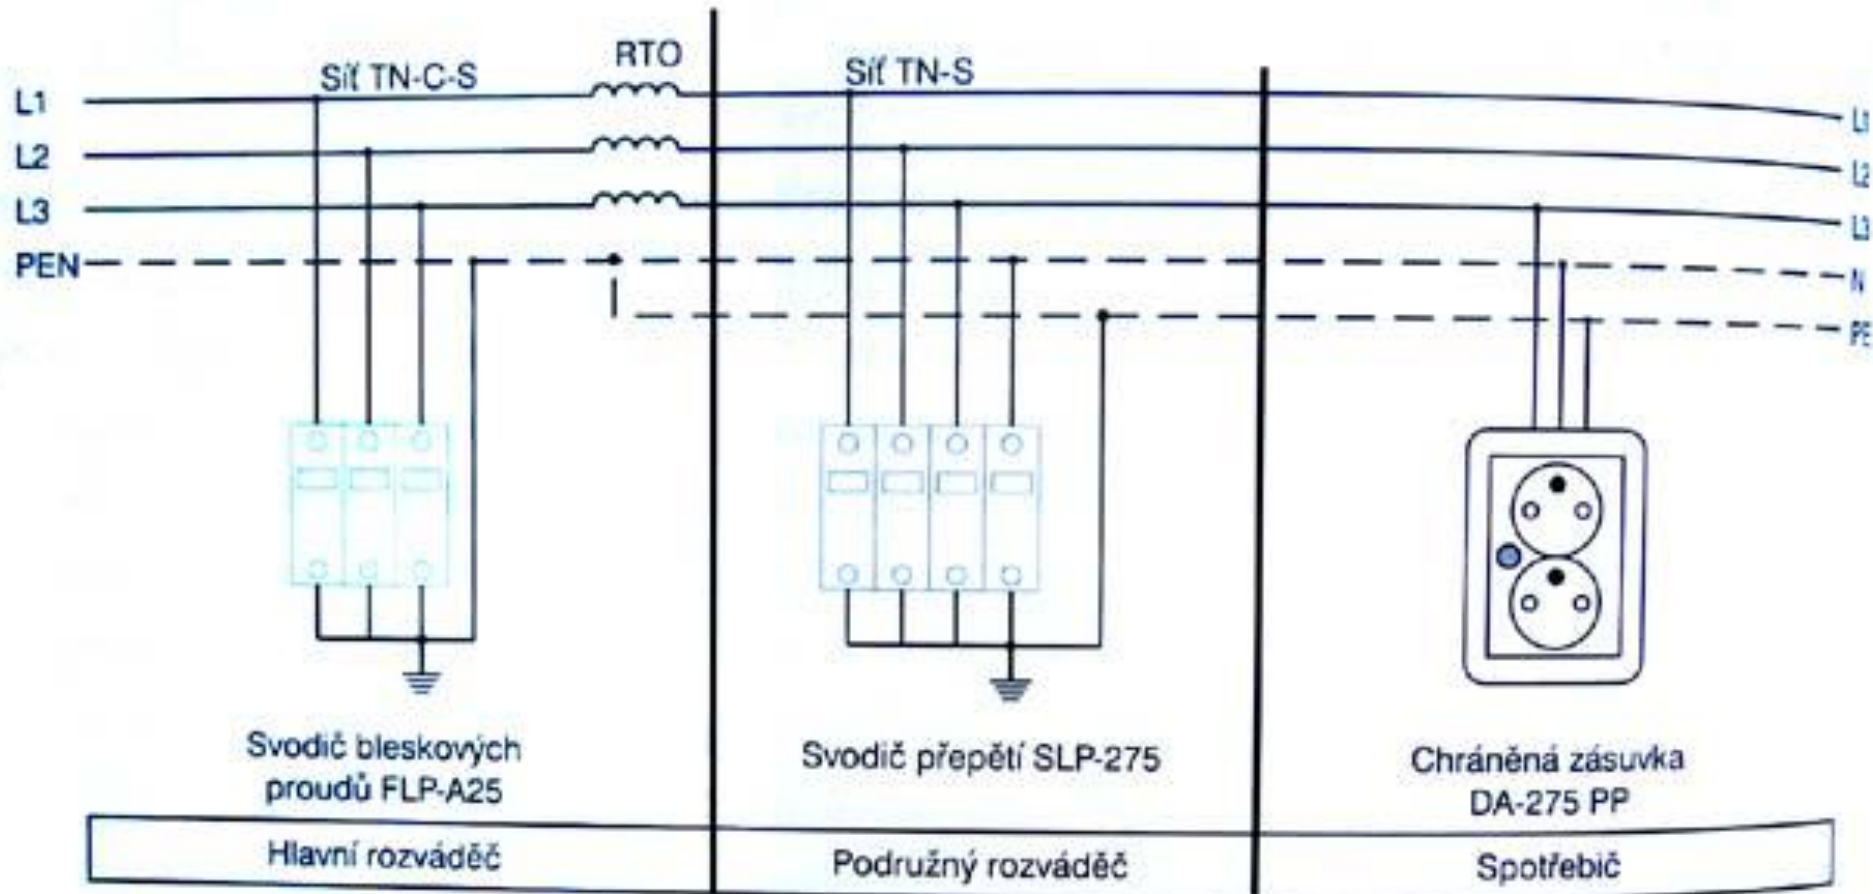 Síť TN-C-S
RTO
Síť TN-S
L1
L2
L3
PEN
L1
L2
L3
N
PE
Svodič bleskových
proudů FLP-A25
Svodič přepětí SLP-275
Chráněná zásuvka
DA-275 PP
Hlavní rozváděč
Podružný rozváděč
Spotřebič